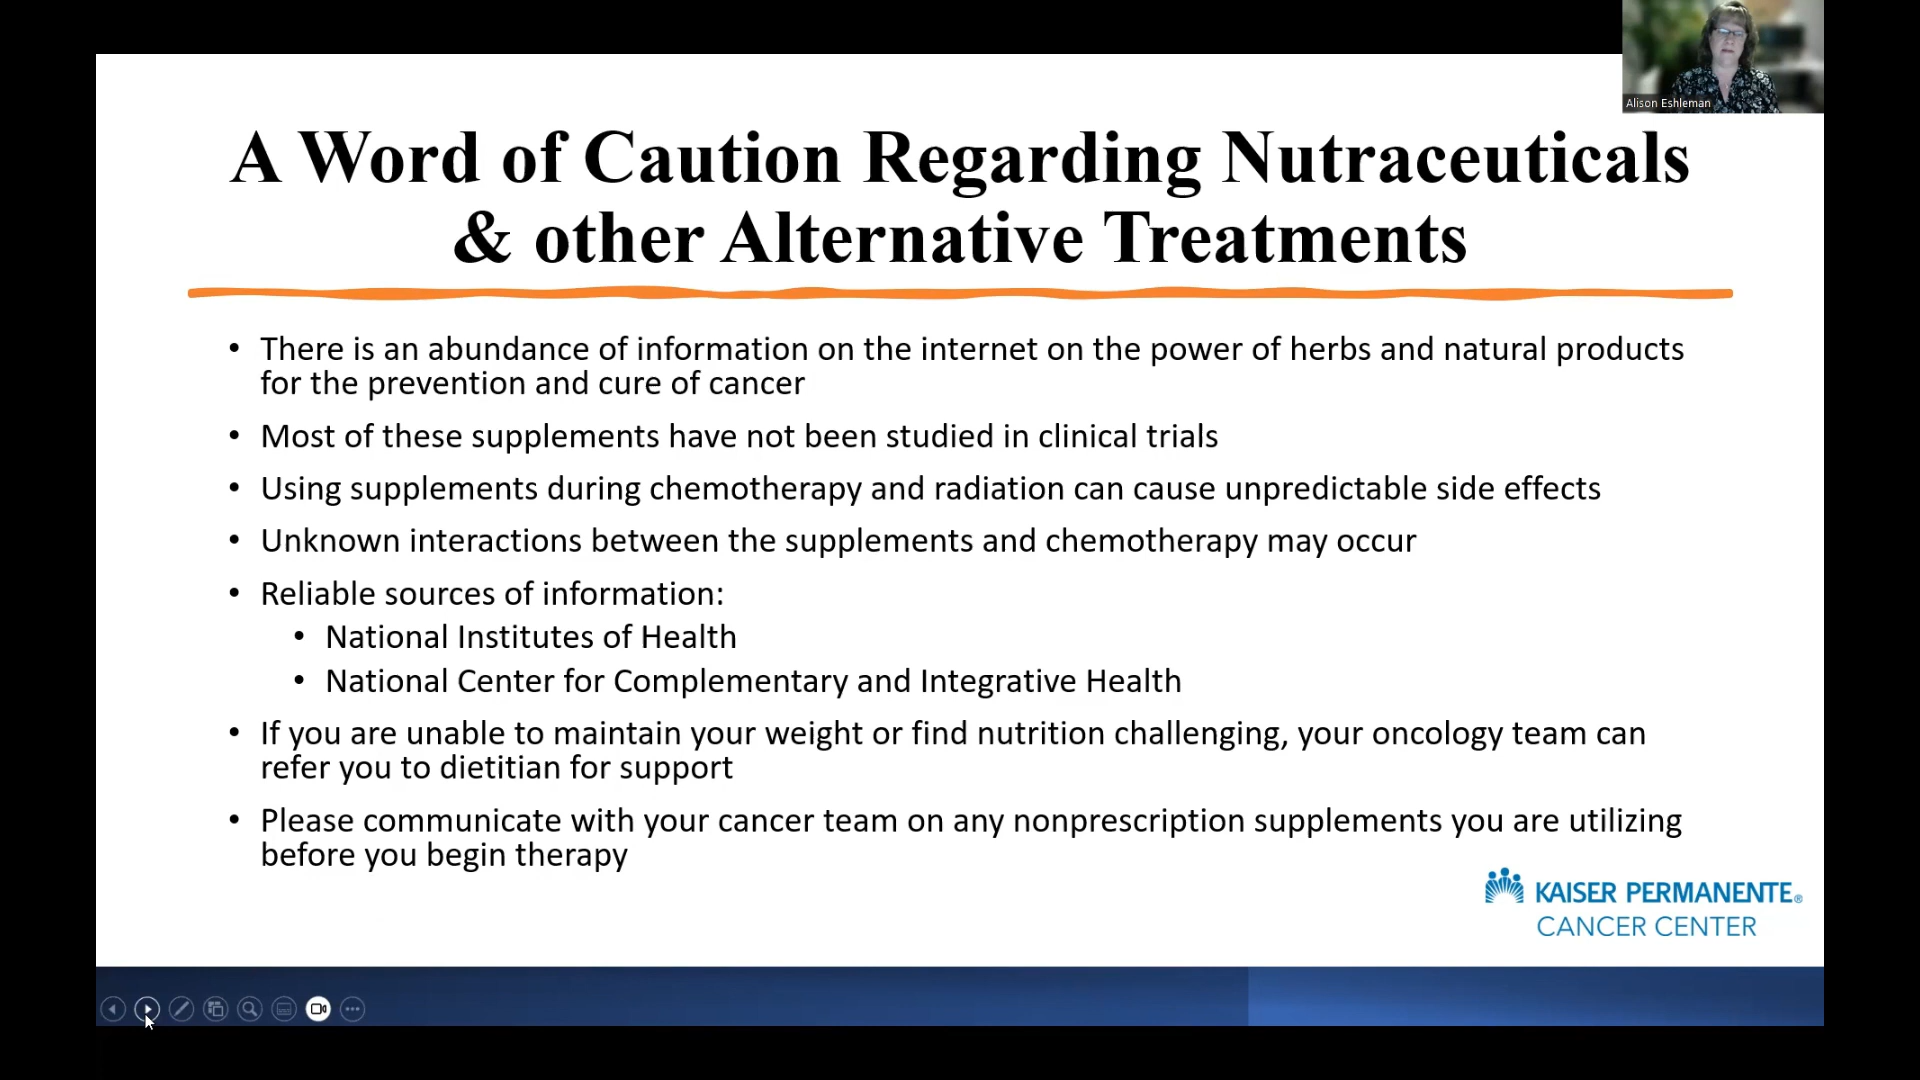 Alison Eshleman
A Word of Caution Regarding Nutraceuticals
& other Alternative Treatments
• There is an abundance of information on the internet on the power of herbs and natural products
for the prevention and cure of cancer
• Most of these supplements have not been studied in clinical trials
• Using supplements during chemotherapy and radiation can cause unpredictable side effects
• Unknown interactions between the supplements and chemotherapy may occur
• Reliable sources of information:
• National Institutes of Health
• National Center for Complementary and Integrative Health
• If you are unable to maintain your weight or find nutrition challenging, your oncology team can
refer you to dietitian for support
• Please communicate with your cancer team on any nonprescription supplements you are utilizing
before you begin therapy
KAISER PERMANENTE®
CANCER CENTER